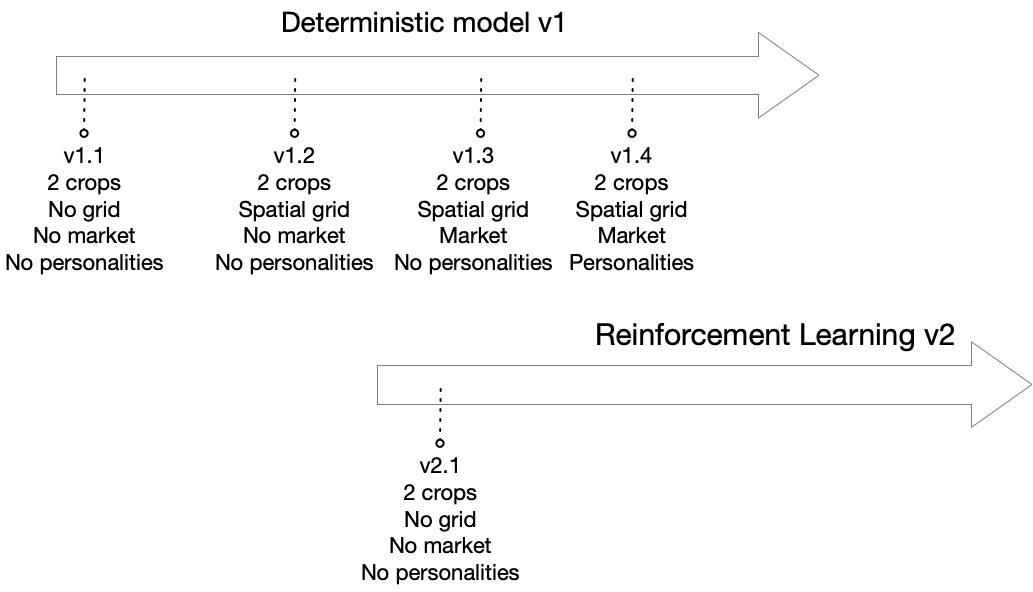 Deterministic model v1
v1.1
2 crops
No grid
No market
No personalities
v1.2
2 crops
Spatial grid
No market
No personalities
v1.3
2 crops
Spatial grid
Market
No personalities
v1.4
2 crops
Spatial grid
Market
Personalities
Reinforcement Learning v2
v2.1
2 crops
No grid
No market
No personalities